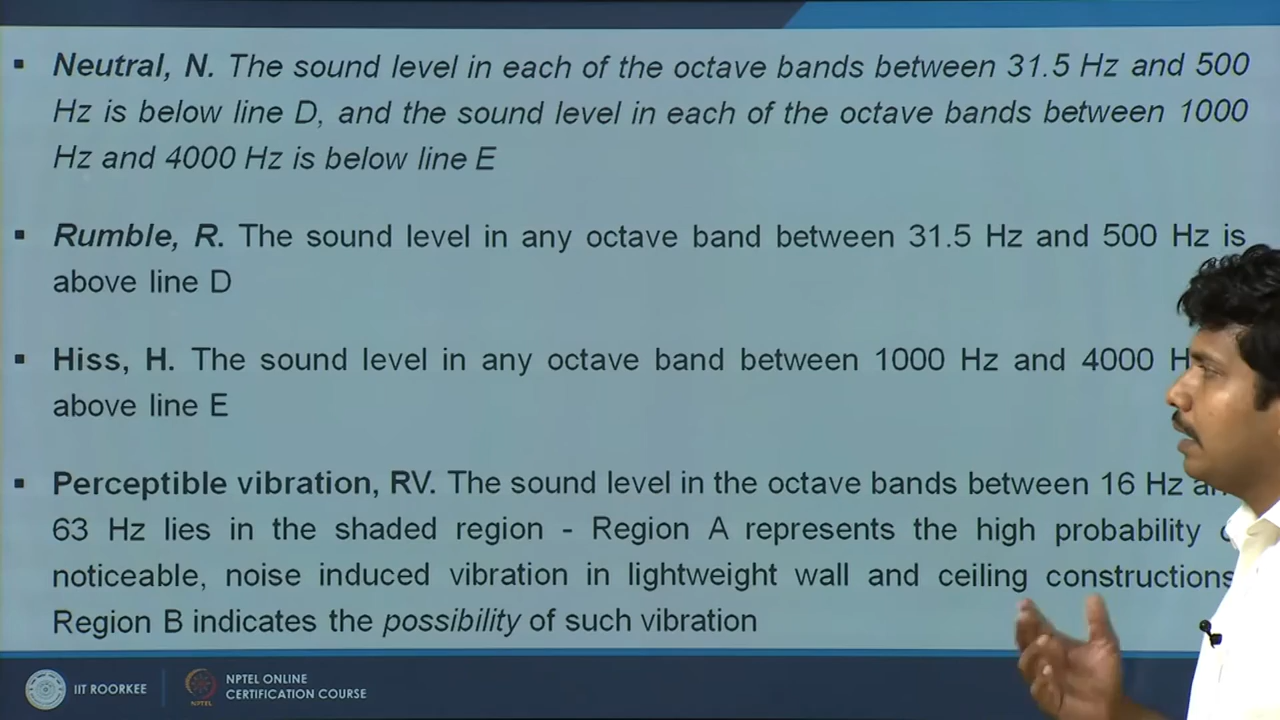 ▪ Neutral, N. The sound level in each of the octave bands between 31.5 Hz and 500
Hz is below line D, and the sound level in each of the octave bands between 1000
Hz and 4000 Hz is below line E
▪ Rumble, R. The sound level in any octave band between 31.5 Hz and 500 Hz is
above line D
▪ Hiss, H. The sound level in any octave band between 1000 Hz and 4000
above line E
▪ Perceptible vibration, RV. The sound level in the octave bands between 16 Hz
63 Hz lies in the shaded region - Region A represents the high probability
noticeable, noise induced vibration in lightweight wall and ceiling constructions
Region B indicates the possibility of such vibration
IIT ROORKEE
NPTEL ONLINE
CERTIFICATION COURSE
NPTEL